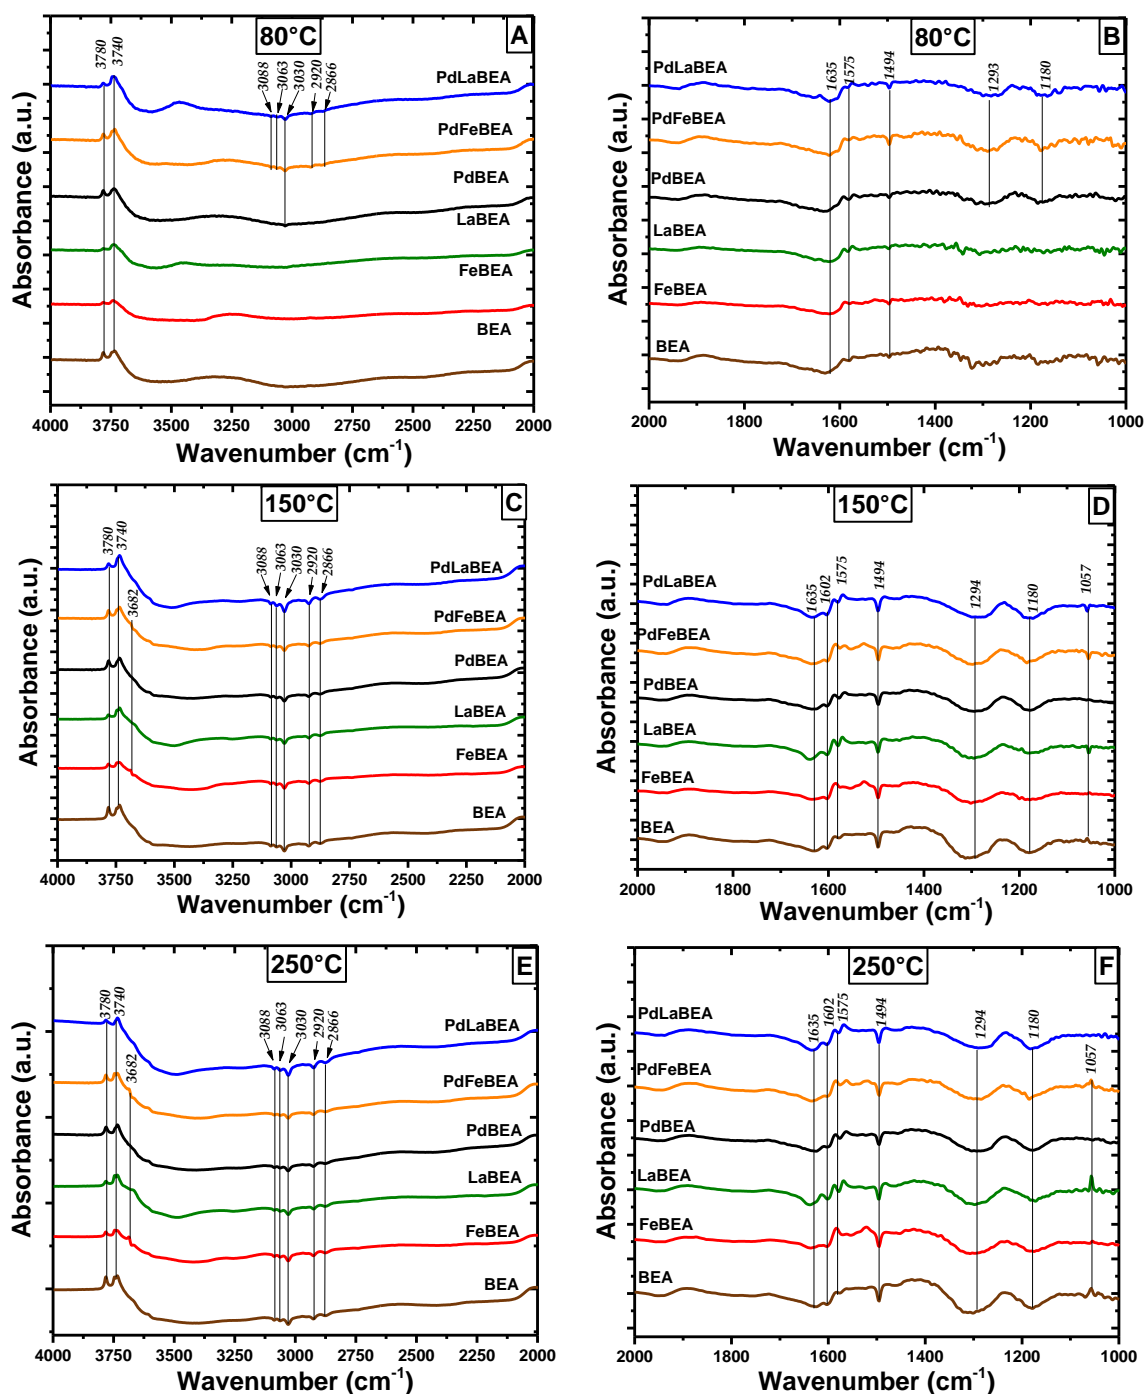 80°C
A
3780
3740
3088
3063
3030
2920
2866
PdLaBEA
PdFeBEA
PdBEA
LaBEA
FeBEA
BEA
Absorbance (a.u.)
4000 3750 3500 3250 3000 2750 2500 2250 2000
Wavenumber (cm-1)
80°C
B
1635
1575
1494
1293
1180
PdLaBEA
PdFeBEA
PdBEA
LaBEA
FeBEA
BEA
Absorbance (a.u.)
2000 1800 1600 1400 1200 1000
Wavenumber (cm-1)
150°C
C
3780
3740
3682
3088
3063
3030
2920
2866
PdLaBEA
PdFeBEA
PdBEA
LaBEA
FeBEA
BEA
Absorbance (a.u.)
4000 3750 3500 3250 3000 2750 2500 2250 2000
Wavenumber (cm-1)
150°C
D
1635
1602
1575
1494
1294
1180
1057
PdLaBEA
PdFeBEA
PdBEA
LaBEA
FeBEA
BEA
Absorbance (a.u.)
2000 1800 1600 1400 1200 1000
Wavenumber (cm-1)
250°C
E
3780
3740
3682
3088
3063
3030
2920
2866
PdLaBEA
PdFeBEA
PdBEA
LaBEA
FeBEA
BEA
Absorbance (a.u.)
4000 3750 3500 3250 3000 2750 2500 2250 2000
Wavenumber (cm-1)
250°C
F
1635
1602
1575
1494
1294
1180
1057
PdLaBEA
PdFeBEA
PdBEA
LaBEA
FeBEA
BEA
Absorbance (a.u.)
2000 1800 1600 1400 1200 1000
Wavenumber (cm-1)